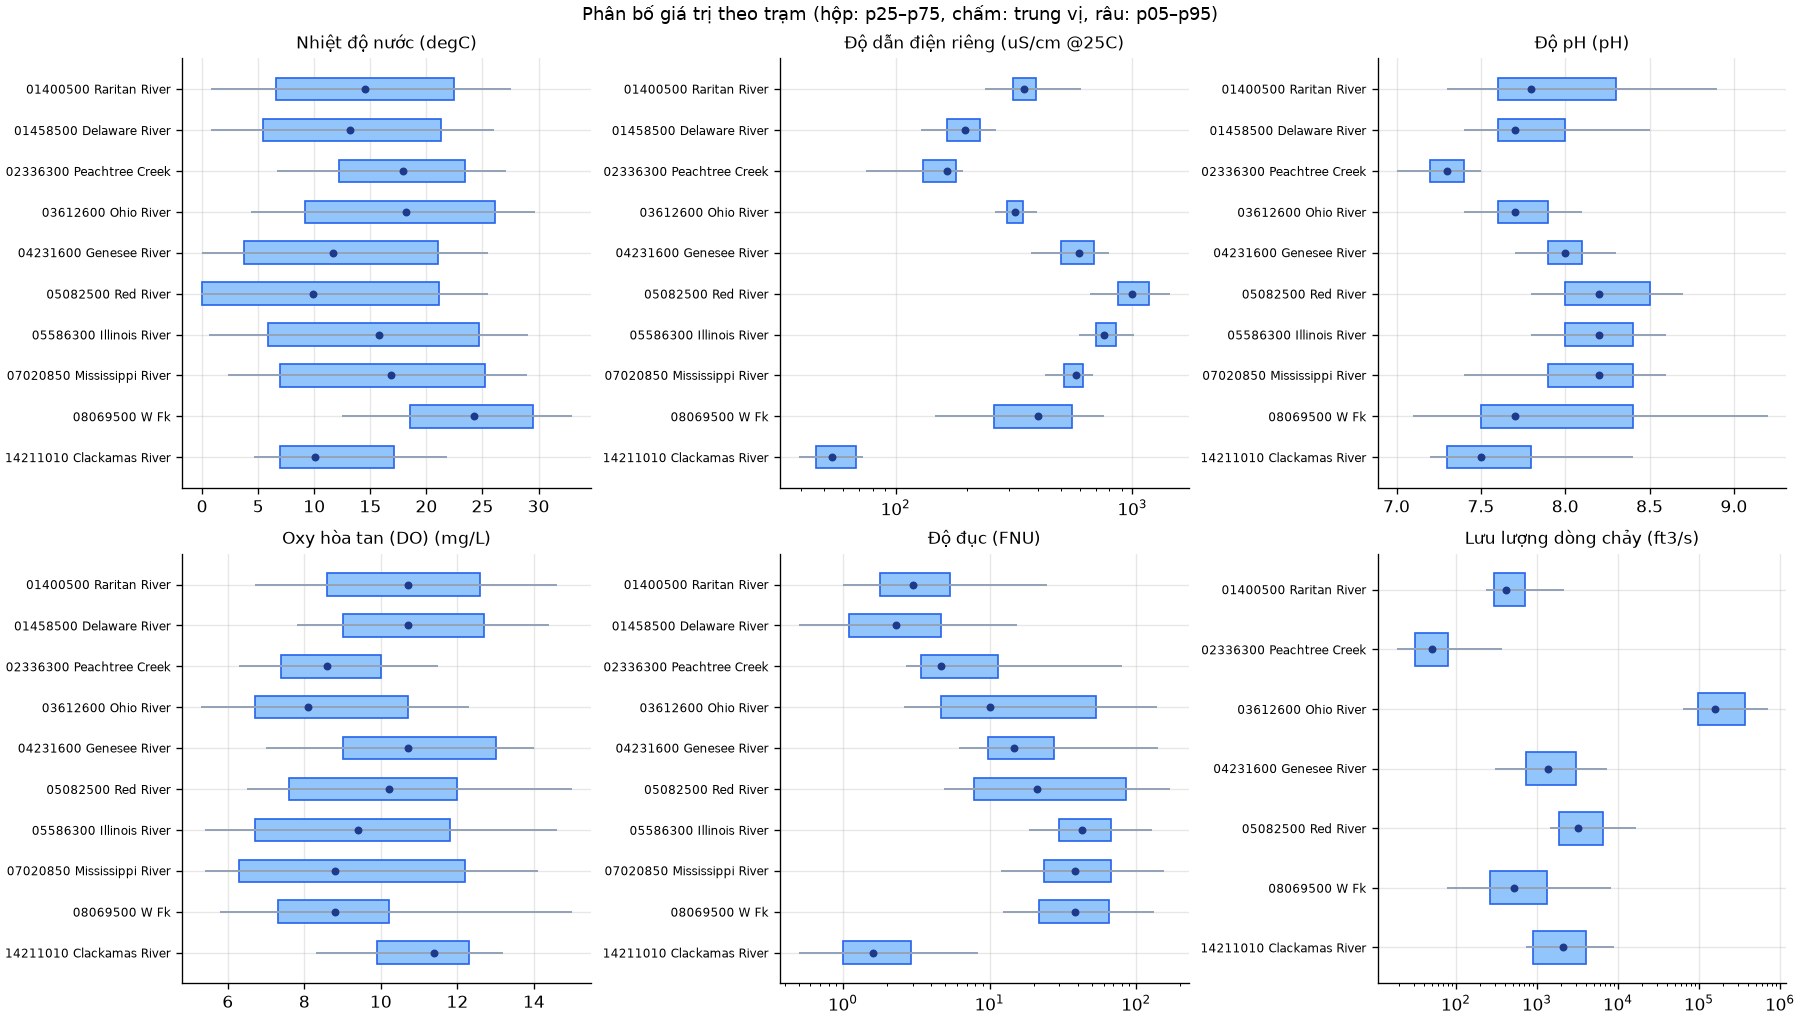 Phân bố giá trị theo trạm (hộp: p25–p75, chấm: trung vị, râu: p05–p95)
Nhiệt độ nước (degC)
01400500 Raritan River
01458500 Delaware River
02336300 Peachtree Creek
03612600 Ohio River
04231600 Genesee River
05082500 Red River
05586300 Illinois River
07020850 Mississippi River
08069500 W Fk
14211010 Clackamas River
0 5 10 15 20 25 30
Độ dẫn điện riêng (uS/cm @25C)
01400500 Raritan River
01458500 Delaware River
02336300 Peachtree Creek
03612600 Ohio River
04231600 Genesee River
05082500 Red River
05586300 Illinois River
07020850 Mississippi River
08069500 W Fk
14211010 Clackamas River
10² 10³
Độ pH (pH)
01400500 Raritan River
01458500 Delaware River
02336300 Peachtree Creek
03612600 Ohio River
04231600 Genesee River
05082500 Red River
05586300 Illinois River
07020850 Mississippi River
08069500 W Fk
14211010 Clackamas River
7.0 7.5 8.0 8.5 9.0
Oxy hòa tan (DO) (mg/L)
01400500 Raritan River
01458500 Delaware River
02336300 Peachtree Creek
03612600 Ohio River
04231600 Genesee River
05082500 Red River
05586300 Illinois River
07020850 Mississippi River
08069500 W Fk
14211010 Clackamas River
6 8 10 12 14
Độ đục (FNU)
01400500 Raritan River
01458500 Delaware River
02336300 Peachtree Creek
03612600 Ohio River
04231600 Genesee River
05082500 Red River
05586300 Illinois River
07020850 Mississippi River
08069500 W Fk
14211010 Clackamas River
10⁰ 10¹ 10²
Lưu lượng dòng chảy (ft3/s)
01400500 Raritan River
02336300 Peachtree Creek
03612600 Ohio River
04231600 Genesee River
05082500 Red River
08069500 W Fk
14211010 Clackamas River
10² 10³ 10⁴ 10⁵ 10⁶